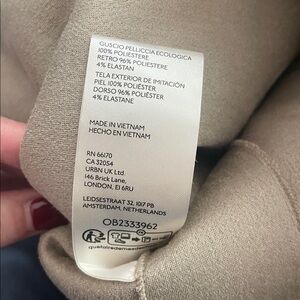 GUSCIO PELLICCIA ECOLOGICA
100% POLIESTERE
RETRO 96% POLIESTERE
4% ELASTAN
TELA EXTERIOR DE IMITACIÓN
PIEL 100% POLIÉSTER
DORSO 96% POLIÉSTER
4% ELASTANE
MADE IN VIETNAM
HECHO EN VIETNAM
RN 66170
CA 32054
URBN UK Ltd.
146 Brick Lane,
LONDON, E1 6RU
LEIDSESTRAAT 32, 1017 PB
AMSTERDAM, NETHERLANDS
OB2333962